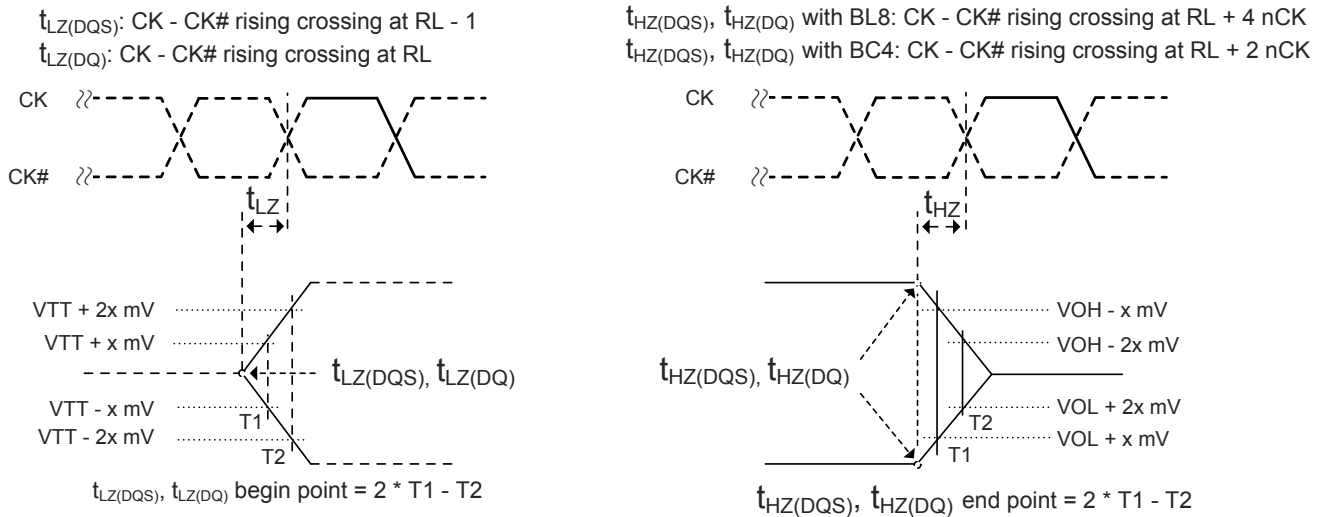 tLZ(DQS): CK - CK# rising crossing at RL - 1
tLZ(DQ): CK - CK# rising crossing at RL
CK
CK#
tLZ
VTT + 2x mV
VTT + x mV
tLZ(DQS), tLZ(DQ)
VTT - x mV
T1
VTT - 2x mV
T2
tLZ(DQS), tLZ(DQ) begin point = 2 * T1 - T2
tHZ(DQS), tHZ(DQ) with BL8: CK - CK# rising crossing at RL + 4 nCK
tHZ(DQS), tHZ(DQ) with BC4: CK - CK# rising crossing at RL + 2 nCK
CK
CK#
tHZ
VOH - x mV
VOH - 2x mV
tHZ(DQS), tHZ(DQ)
VOL + 2x mV
T2
VOL + x mV
T1
tHZ(DQS), tHZ(DQ) end point = 2 * T1 - T2